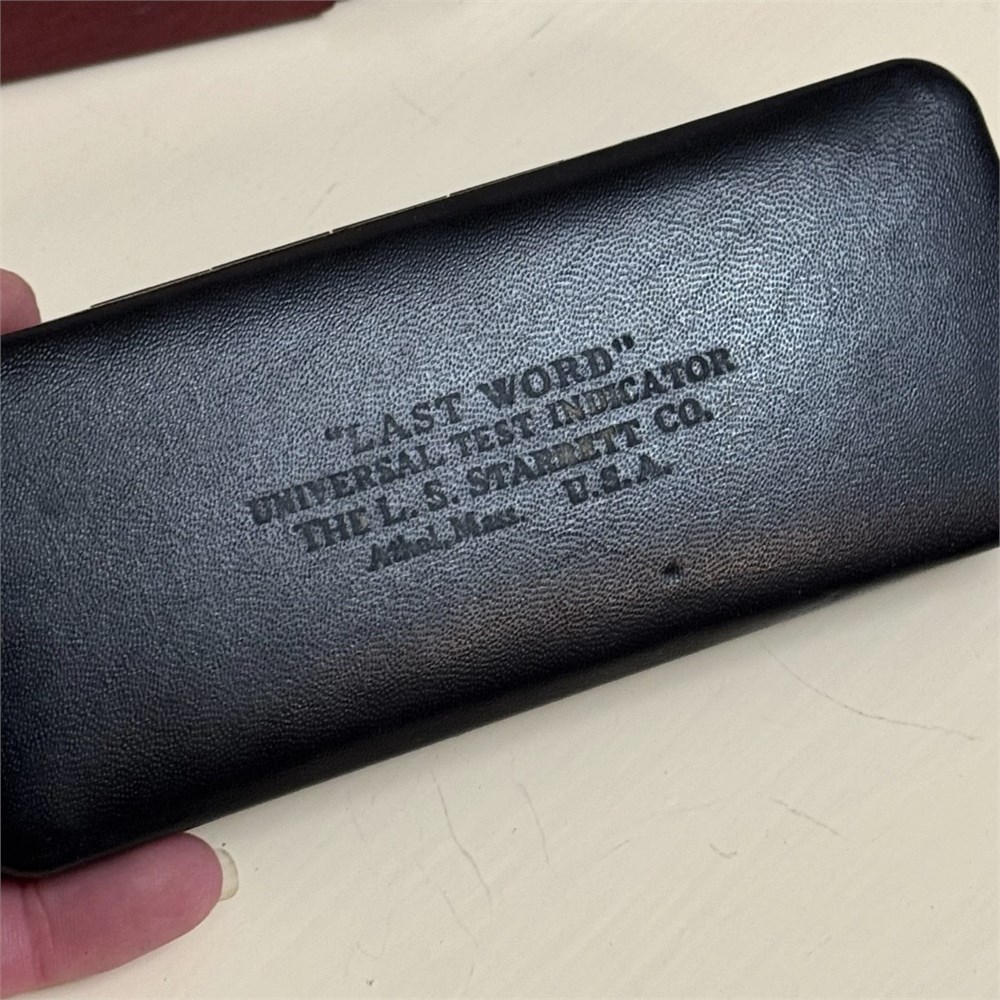 "LAST WORD"
UNIVERSAL TEST INDICATOR
THE L. S. STARRETT CO.
Athol, Mass. U.S.A.